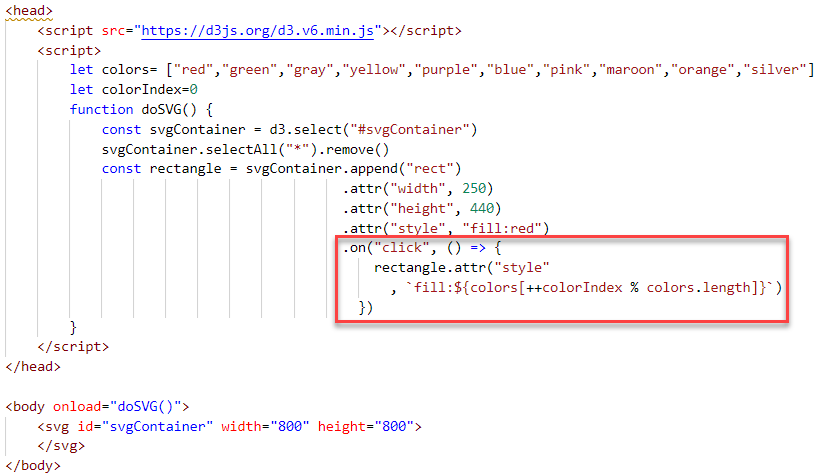 <head>
    <script src="https://d3js.org/d3.v6.min.js"></script>
    <script>
        let colors= ["red","green","gray","yellow","purple","blue","pink","maroon","orange","silver"]
        let colorIndex=0
        function doSVG() {
            const svgContainer = d3.select("#svgContainer")
            svgContainer.selectAll("*").remove()
            const rectangle = svgContainer.append("rect")
                                          .attr("width", 250)
                                          .attr("height", 440)
                                          .attr("style", "fill:red")
                                          .on("click", () => {
                                              rectangle.attr("style"
                                                , `fill:${colors[++colorIndex % colors.length]}`)
                                            })
        }
    </script>
</head>

<body onload="doSVG()">
    <svg id="svgContainer" width="800" height="800">
    </svg>
</body>